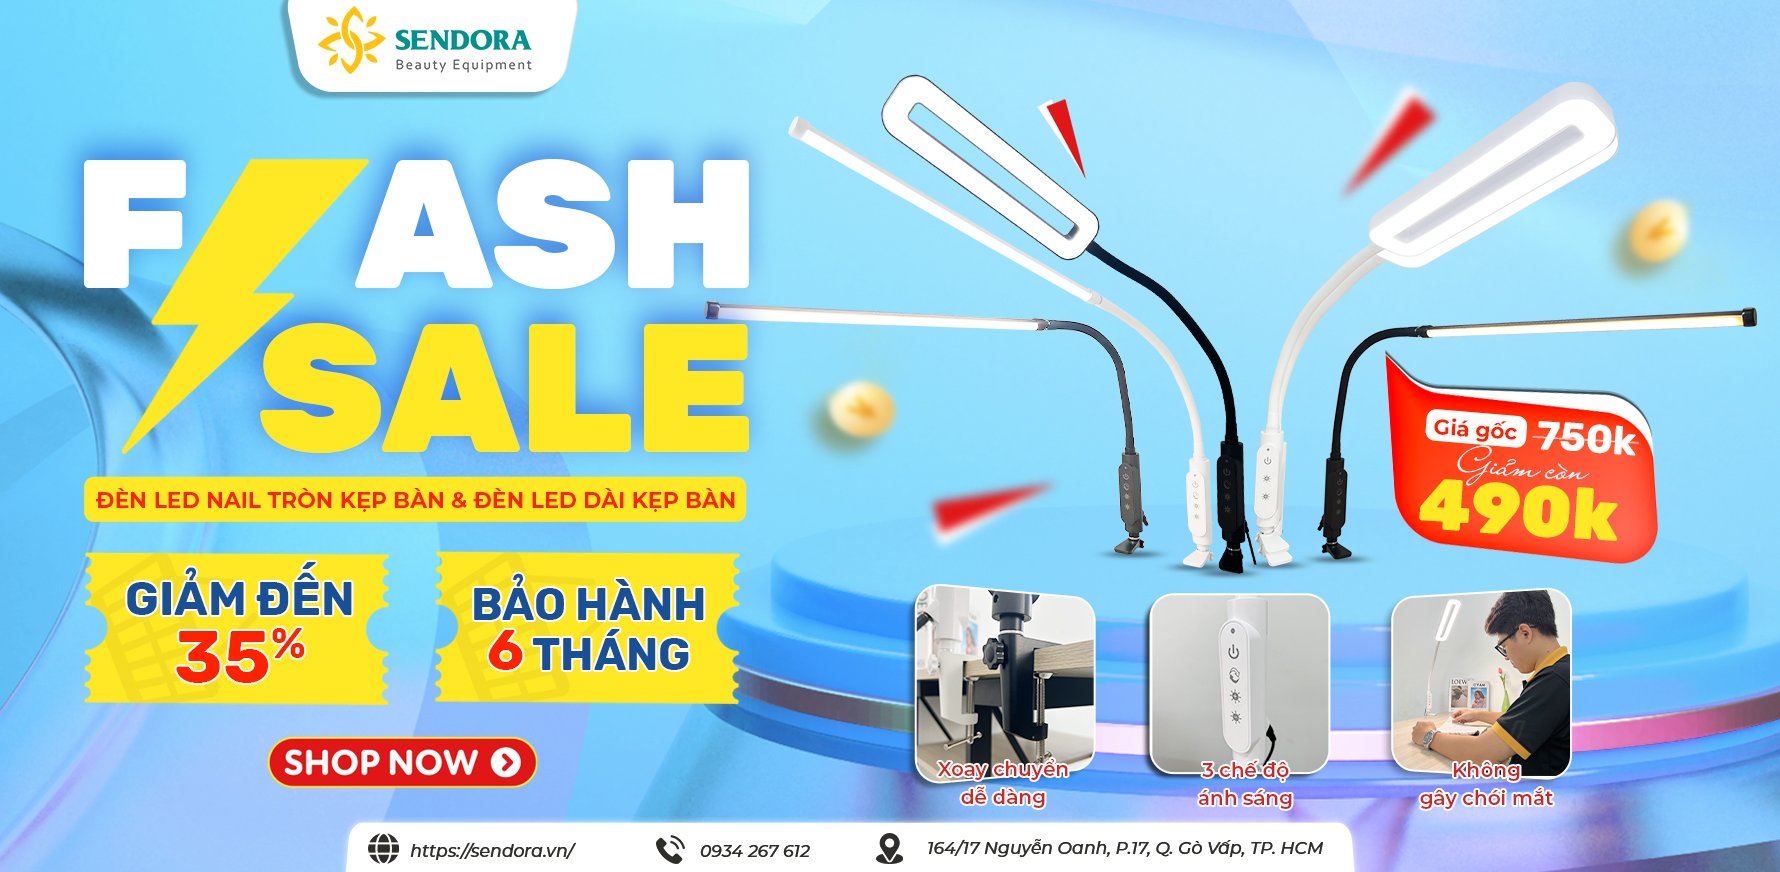 SENDORA
Beauty Equipment
FLASH
SALE
ĐÈN LED NAIL TRÒN KẸP BÀN & ĐÈN LED DÀI KẸP BÀN
GIẢM ĐẾN
35%
BẢO HÀNH
6 THÁNG
SHOP NOW
Giá gốc 750k
Giảm còn
490k
Xoay chuyển
dễ dàng
3 chế độ
ánh sáng
Không
gây chói mắt
https://sendora.vn/
0934 267 612
164/17 Nguyễn Oanh, P.17, Q. Gò Vấp, TP. HCM